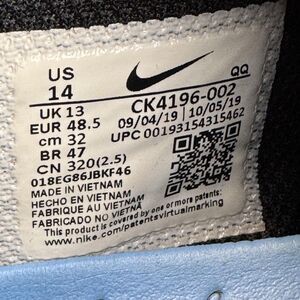 US
14
QQ
UK 13
EUR 48.5
cm 32
BR 47
CN 320(2.5)
CK4196-002
09/04/19 10/05/19
UPC 00193154315462
018EG86JBKF46
MADE IN VIETNAM
HECHO EN VIETNAM
FABRIQUE AU VIETNAM
FABRICADO NO VIETNÃ
This product is covered by one or more patents:
www.nike.com/patentsvirtualmarking